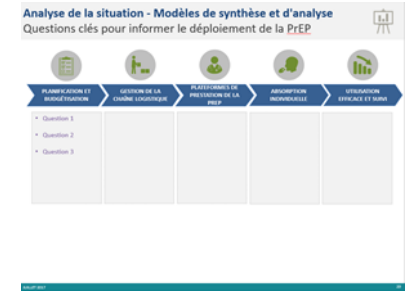 Analyse de la situation - Modèles de synthèse et d'analyse
Questions clés pour informer le déploiement de la PrEP
PLANIFICATION ET
BUDGÉTISATION
GESTION DE LA
CHAÎNE LOGISTIQUE
PLATEFORMES DE
PRESTATION DE LA
PREP
ABSORPTION
INDIVIDUELLE
UTILISATION
EFFICACE ET SUIVI
• Question 1
• Question 2
• Question 3